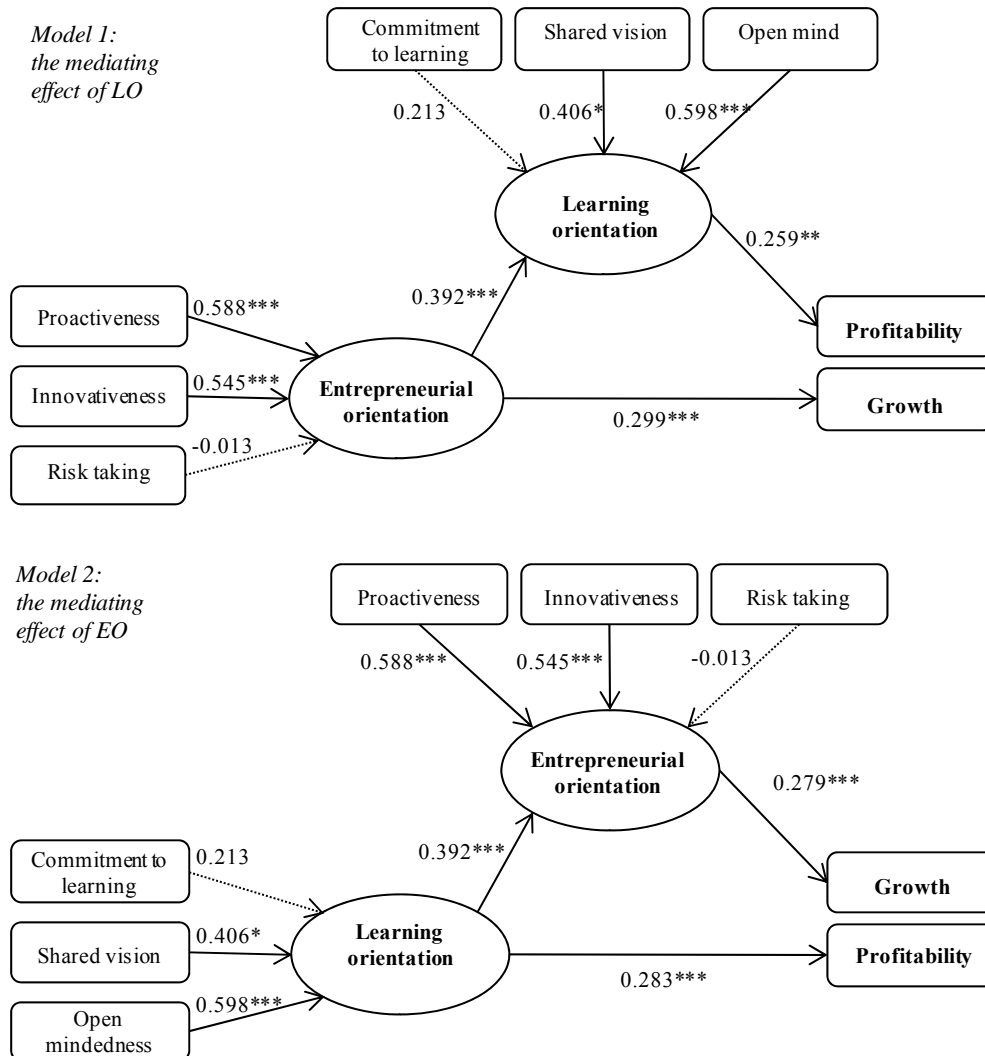 Model 1:
the mediating
effect of LO
Commitment
to learning
Shared vision
Open mind
0.213
0.406*
0.598***
Learning
orientation
0.259**
0.392***
Proactiveness
0.588***
Innovativeness
0.545***
Risk taking
-0.013
Entrepreneurial
orientation
0.299***
Profitability
Growth
Model 2:
the mediating
effect of EO
Proactiveness
Innovativeness
Risk taking
0.588***
0.545***
-0.013
Entrepreneurial
orientation
0.279***
0.392***
Commitment to
learning
0.213
Shared vision
0.406*
Open
mindedness
0.598***
Learning
orientation
0.283***
Growth
Profitability